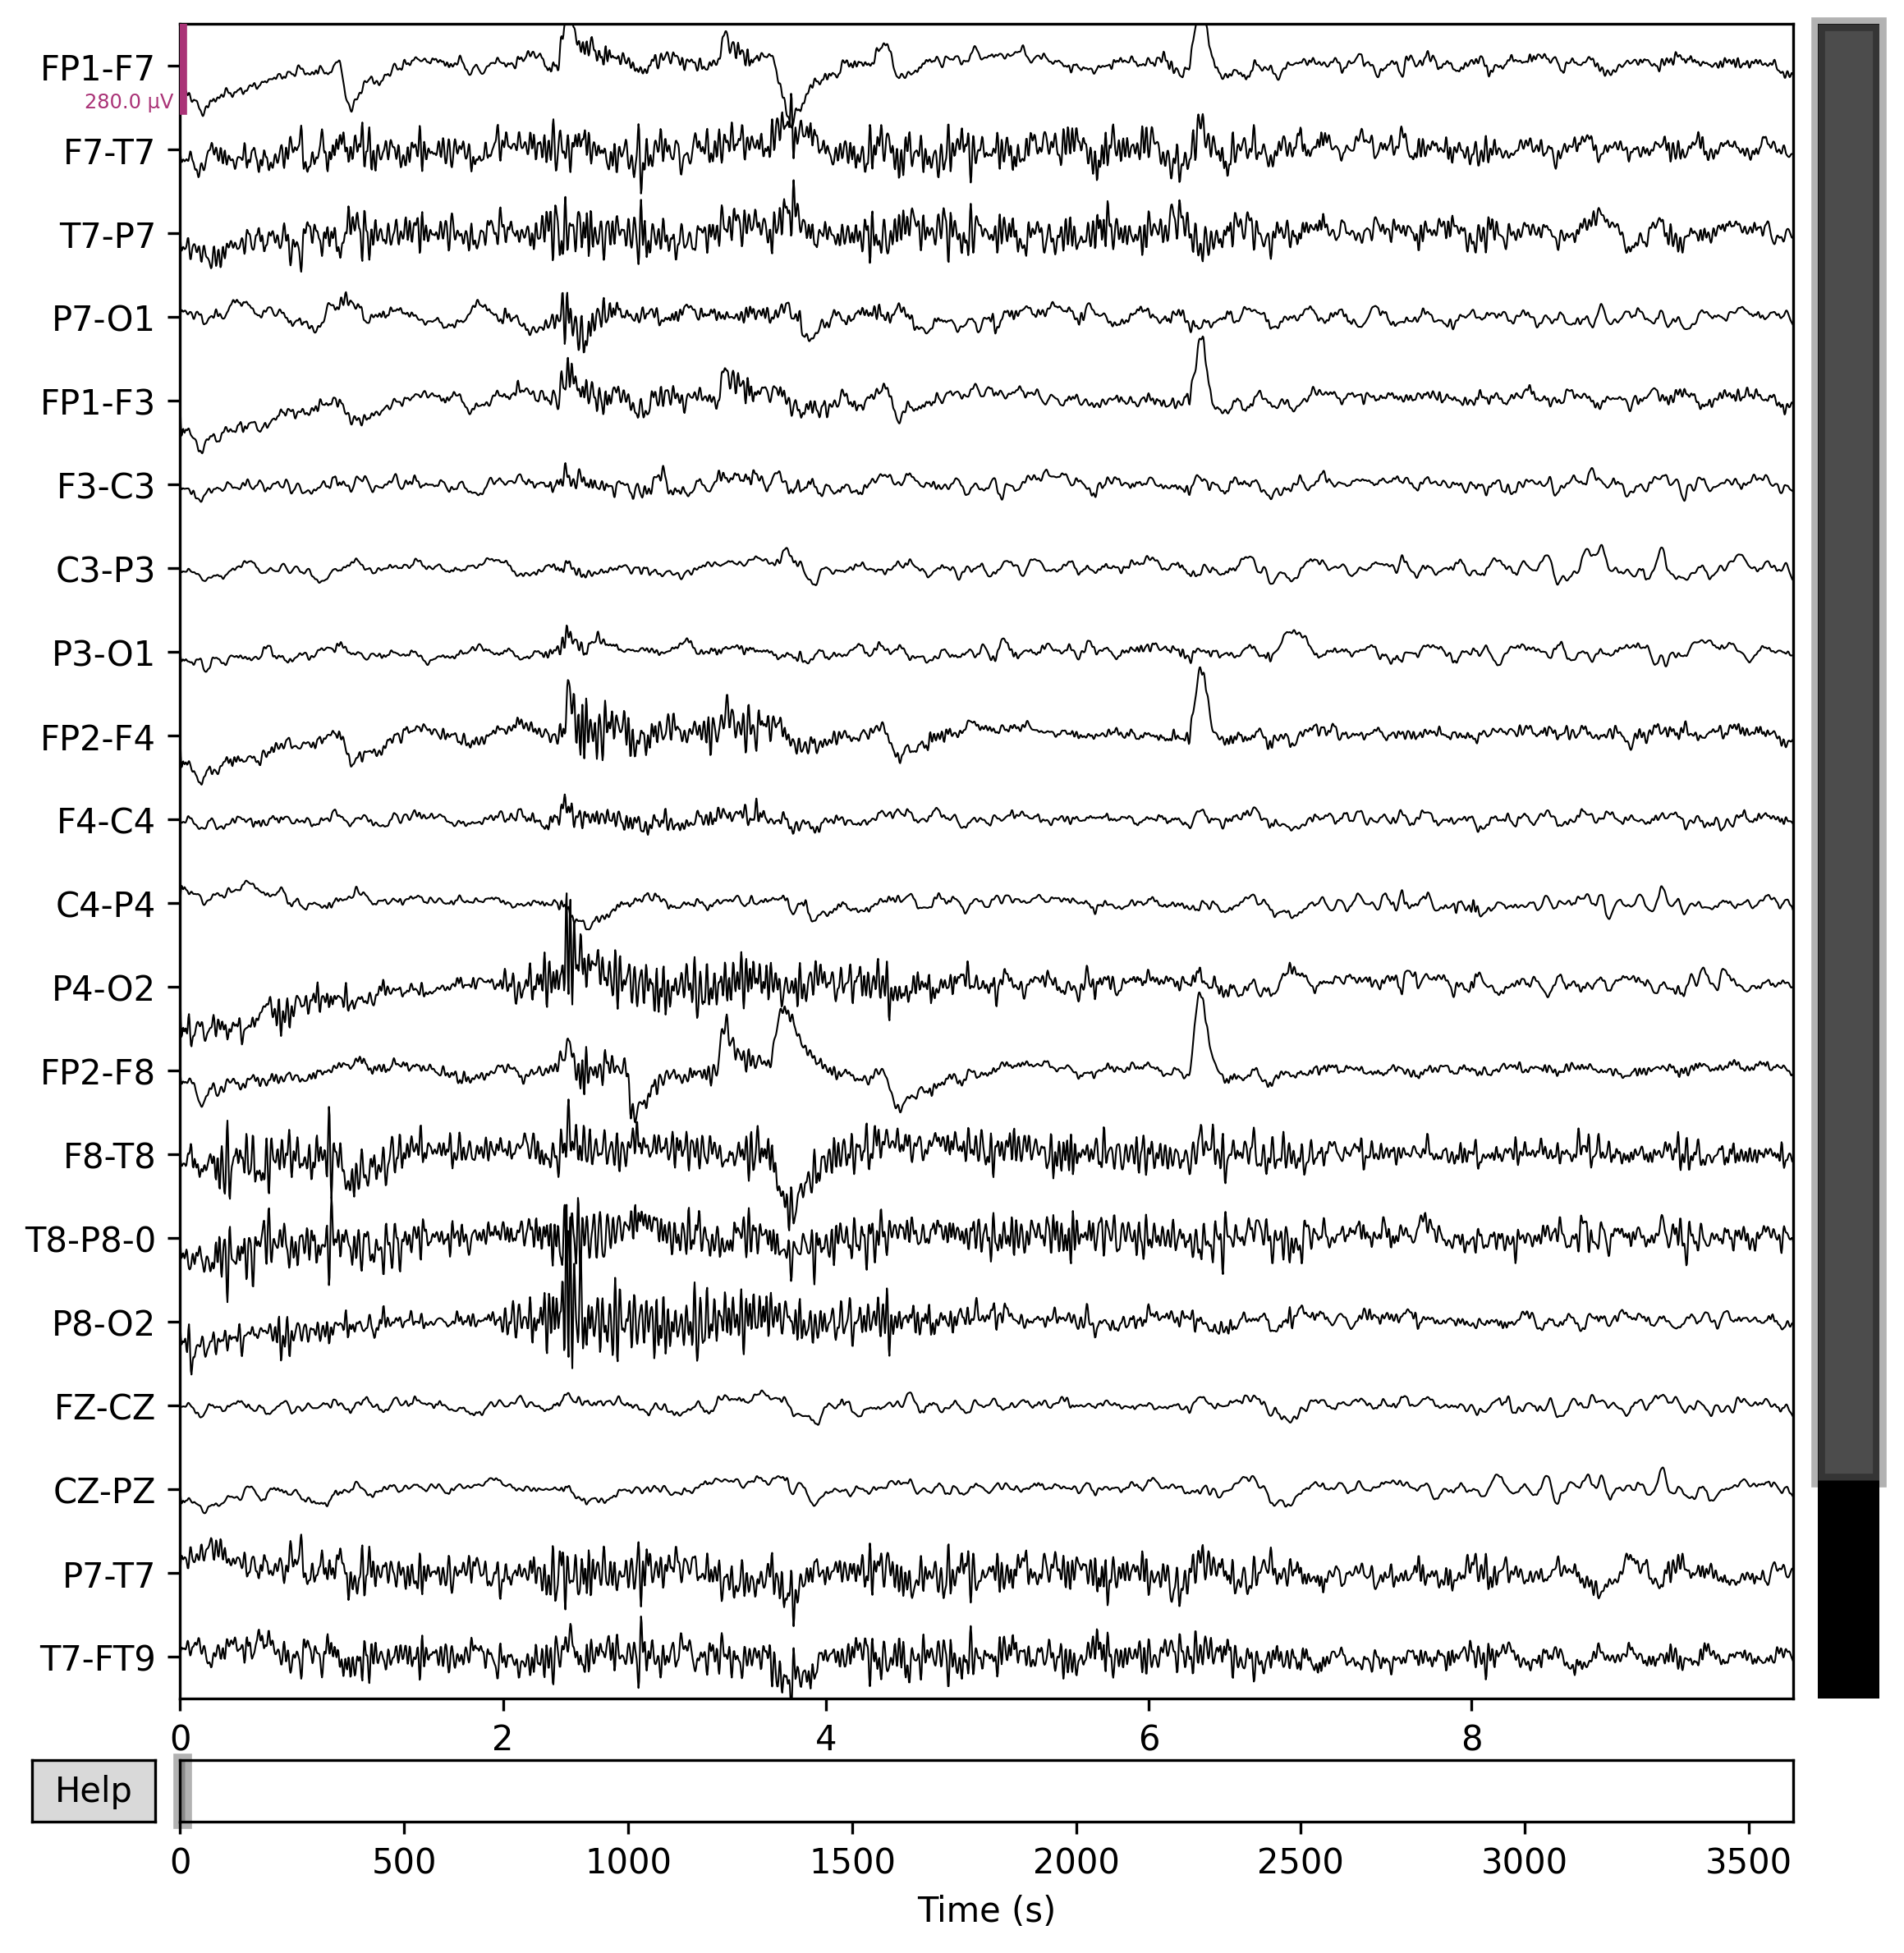 FP1-F7
280.0 µV
F7-T7
T7-P7
P7-O1
FP1-F3
F3-C3
C3-P3
P3-O1
FP2-F4
F4-C4
C4-P4
P4-O2
FP2-F8
F8-T8
T8-P8-0
P8-O2
FZ-CZ
CZ-PZ
P7-T7
T7-FT9
0 2 4 6 8
Help
0 500 1000 1500 2000 2500 3000 3500
Time (s)